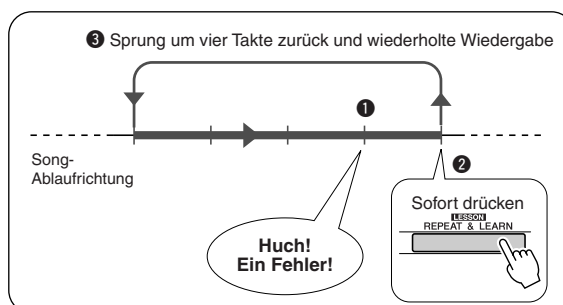 ❸ Sprung um vier Takte zurück und wiederholte Wiedergabe
❶
Song-
Ablaufrichtung
❷
Sofort drücken
LESSON
REPEAT & LEARN
Huch!
Ein Fehler!